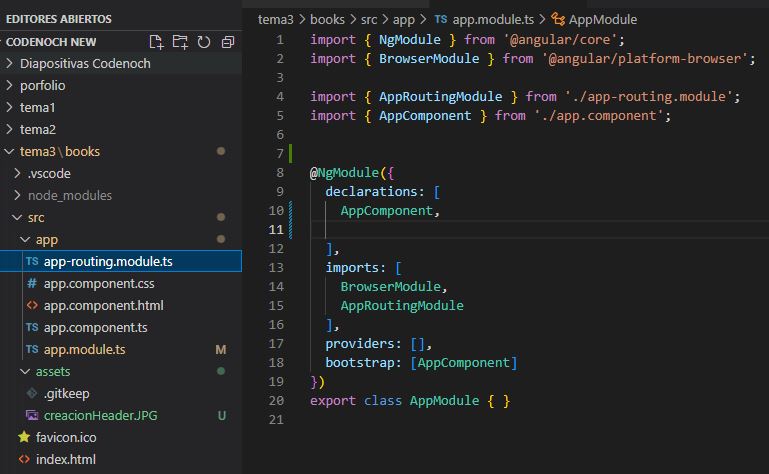 EDITORES ABIERTOS
CODENOCH NEW
Diapositivas Codenoch
porfolio
tema1
tema2
tema3\books
.vscode
node_modules
src
app
TS app-routing.module.ts
# app.component.css
<> app.component.html
TS app.component.ts
TS app.module.ts M
assets
.gitkeep
creacionHeader.JPG U
favicon.ico
<> index.html
tema3 > books > src > app > TS app.module.ts > AppModule
1 import { NgModule } from '@angular/core';
2 import { BrowserModule } from '@angular/platform-browser';
3
4 import { AppRoutingModule } from './app-routing.module';
5 import { AppComponent } from './app.component';
6
7
8 @NgModule({
9 declarations: [
10 AppComponent,
11
12 ],
13 imports: [
14 BrowserModule,
15 AppRoutingModule
16 ],
17 providers: [],
18 bootstrap: [AppComponent]
19 })
20 export class AppModule { }
21